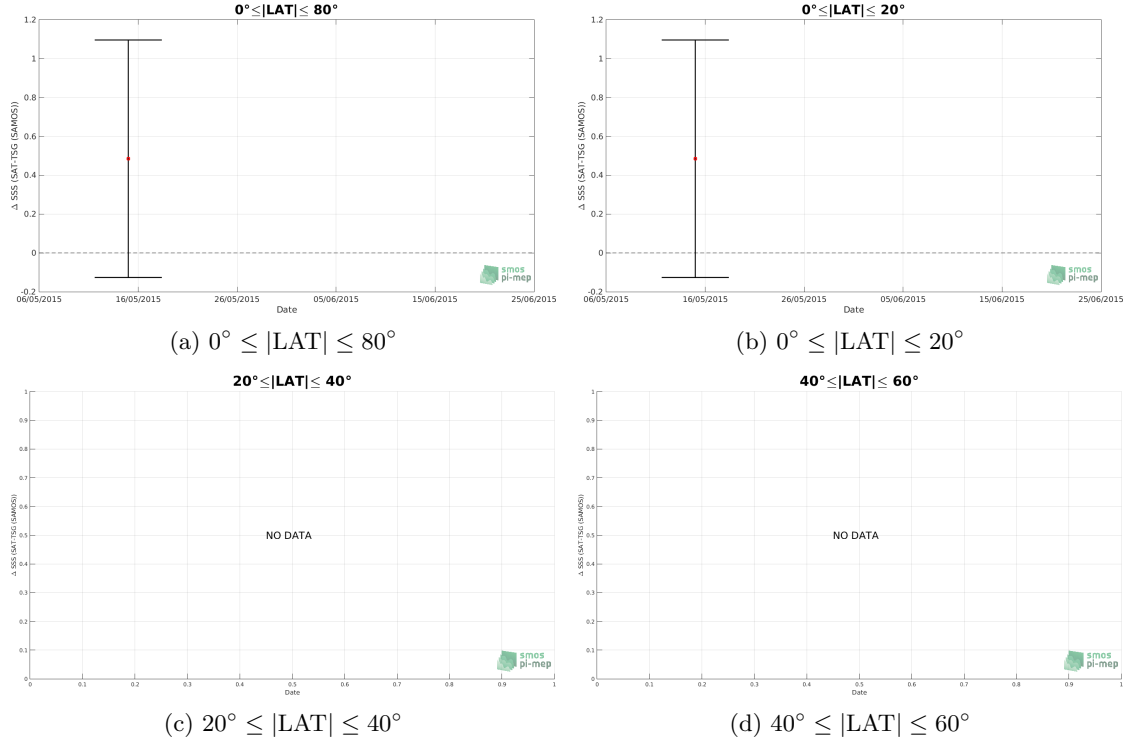 0°≤|LAT|≤ 80°
Δ SSS (SAT-TSG (SAMOS))
1.2
1
0.8
0.6
0.4
0.2
0
-0.2
06/05/2015 16/05/2015 26/05/2015 05/06/2015 15/06/2015 25/06/2015
Date
smos
pi-mep
(a) 0° ≤ |LAT| ≤ 80°
0°≤|LAT|≤ 20°
Δ SSS (SAT-TSG (SAMOS))
1.2
1
0.8
0.6
0.4
0.2
0
-0.2
06/05/2015 16/05/2015 26/05/2015 05/06/2015 15/06/2015 25/06/2015
Date
smos
pi-mep
(b) 0° ≤ |LAT| ≤ 20°
20°≤|LAT|≤ 40°
Δ SSS (SAT-TSG (SAMOS))
1
0.9
0.8
0.7
0.6
0.5
0.4
0.3
0.2
0.1
0
NO DATA
0 0.1 0.2 0.3 0.4 0.5 0.6 0.7 0.8 0.9 1
Date
smos
pi-mep
(c) 20° ≤ |LAT| ≤ 40°
40°≤|LAT|≤ 60°
Δ SSS (SAT-TSG (SAMOS))
1
0.9
0.8
0.7
0.6
0.5
0.4
0.3
0.2
0.1
0
NO DATA
0 0.1 0.2 0.3 0.4 0.5 0.6 0.7 0.8 0.9 1
Date
smos
pi-mep
(d) 40° ≤ |LAT| ≤ 60°